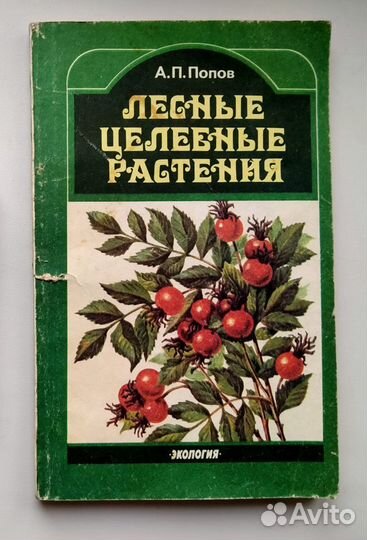 А.П.Попов
ЛЕСНЫЕ
ЦЕЛЕБНЫЕ
РАСТЕНИЯ
·ЭКОЛОГИЯ·
Avito